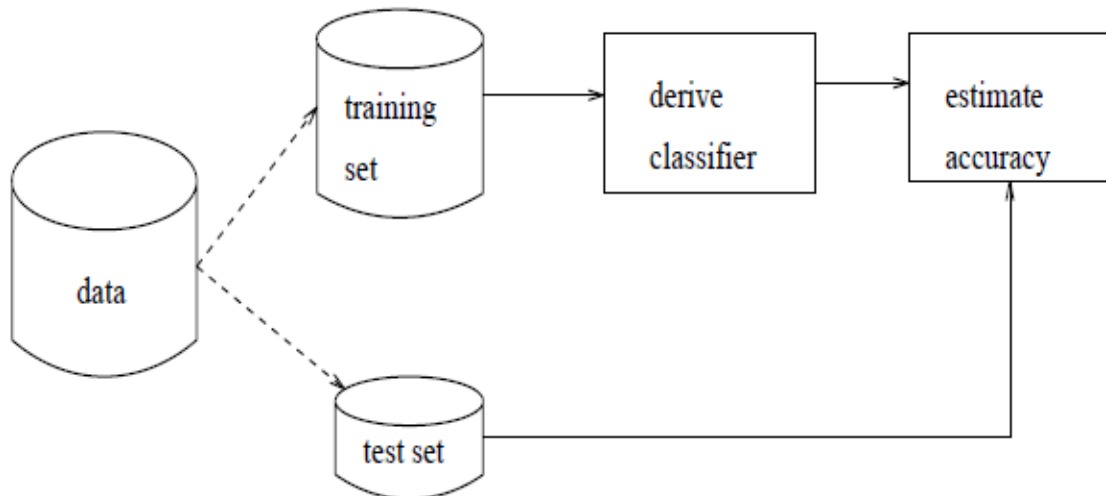 data
training
set
test set
derive
classifier
estimate
accuracy